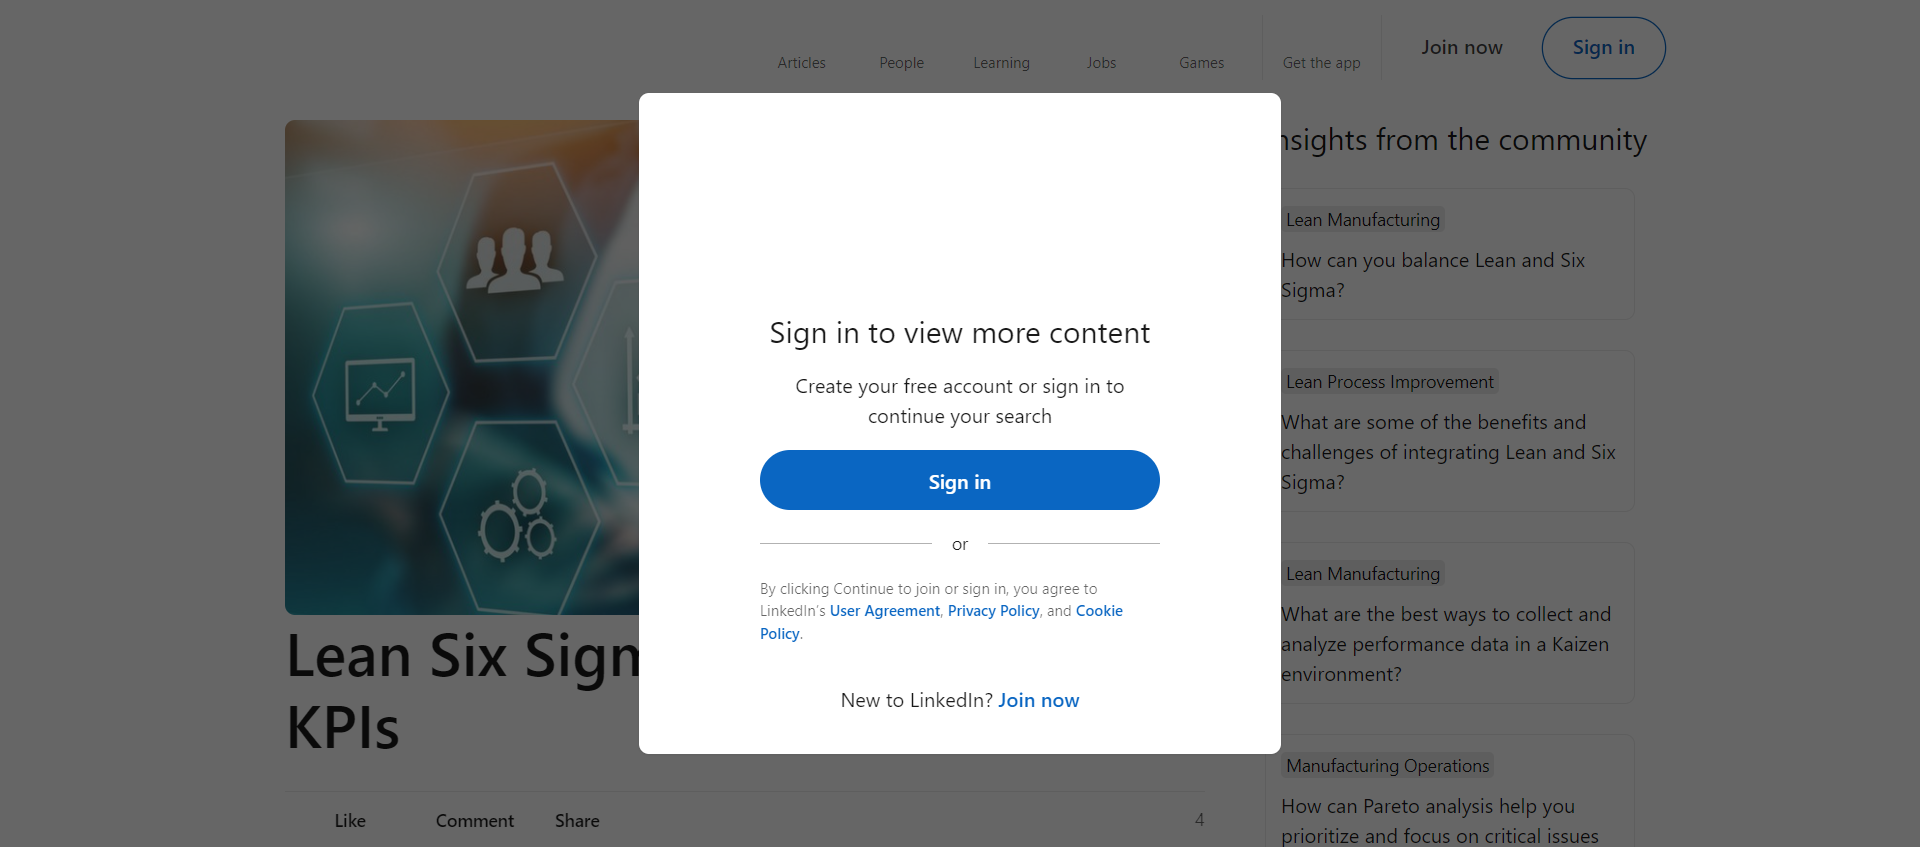 Articles
People
Learning
Jobs
Games
Get the app
Join now
Sign in
Sign in to view more content
Create your free account or sign in to
continue your search
Sign in
or
By clicking Continue to join or sign in, you agree to
LinkedIn's User Agreement, Privacy Policy, and Cookie
Policy.
New to LinkedIn? Join now
Lean Six
KPIs
Like
Comment
Share
4
from the community
Lean Manufacturing
How can you balance Lean and Six
Sigma?
Lean Process Improvement
What are some of the benefits and
challenges of integrating Lean and Six
Sigma?
Lean Manufacturing
What are the best ways to collect and
analyze performance data in a Kaizen
environment?
Manufacturing Operations
How can Pareto analysis help you
prioritize and focus on critical issues